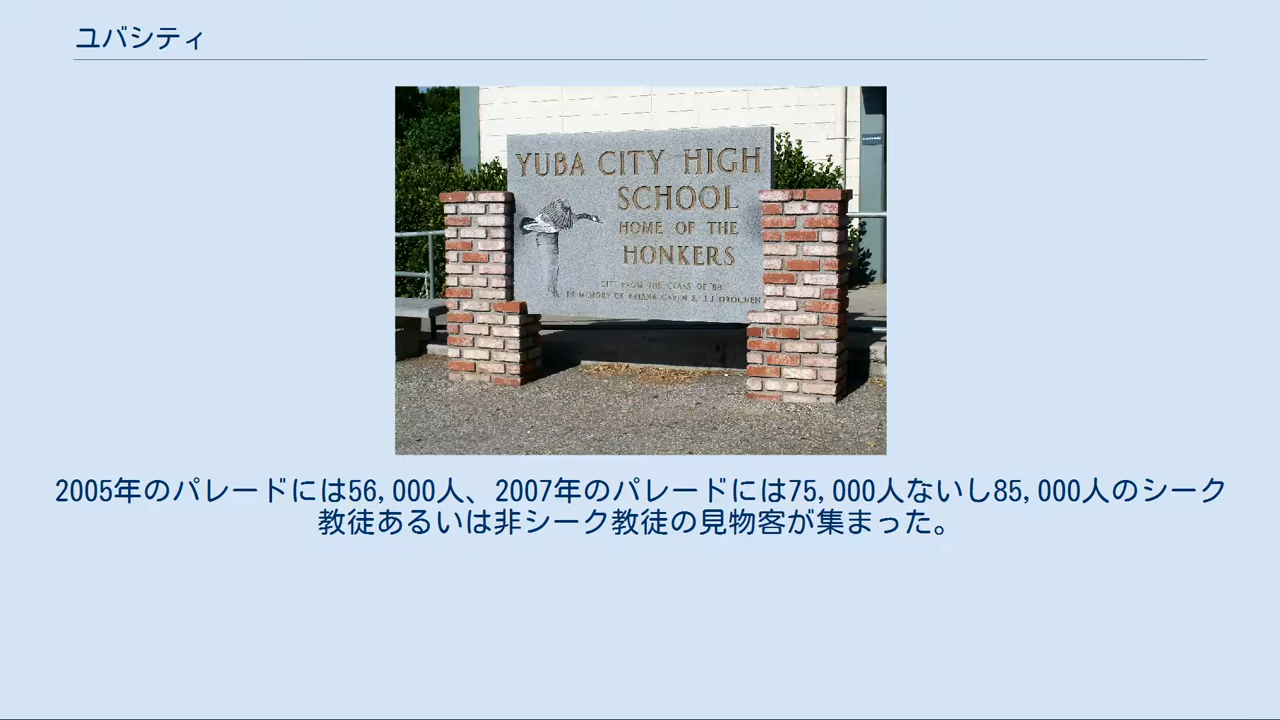 ユバシティ
YUBA CITY HIGH
SCHOOL
HOME OF THE
HONKERS
GIFT FROM THE CLASS OF '88
IN MEMORY OF
2005年のパレードには56,000人、2007年のパレードには75,000人ないし85,000人のシーク
教徒あるいは非シーク教徒の見物客が集まった。